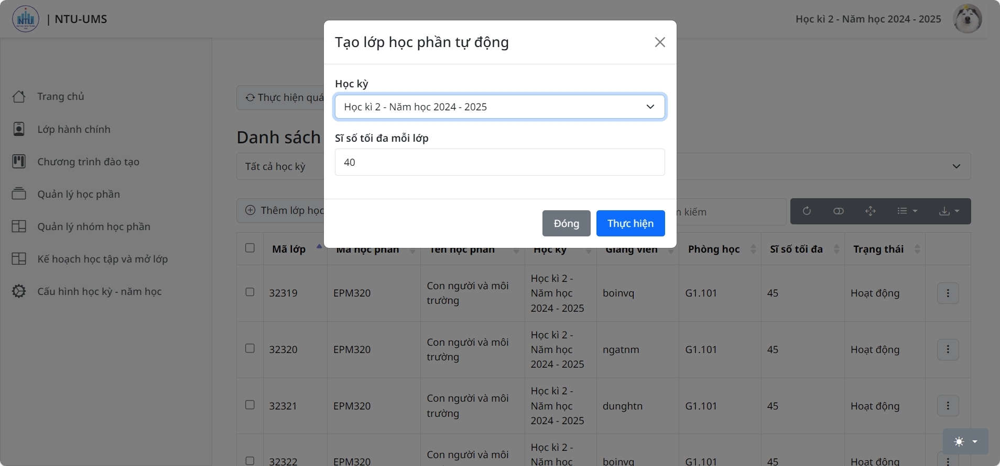 NTU
| NTU-UMS
Học kì 2 - Năm học 2024 - 2025
Trang chủ
Lớp hành chính
Chương trình đào tạo
Quản lý học phần
Quản lý nhóm học phần
Kế hoạch học tập và mở lớp
Cấu hình học kỳ - năm học
Tạo lớp học phần tự động
Học kỳ
Học kì 2 - Năm học 2024 - 2025
Sĩ số tối đa mỗi lớp
40
Đóng
Thực hiện
Thực hiện quá
Danh sách
Tất cả học kỳ
Thêm lớp học
kiếm
Mã lớp
Mã học phần
Tên học phần
Học kỳ
Giảng viên
Phòng học
Sĩ số tối đa
Trạng thái
32319
EPM320
Con người và môi
trường
Học kì 2 -
Năm học
2024 - 2025
boinvq
G1.101
45
Hoạt động
32320
EPM320
Con người và môi
trường
Học kì 2 -
Năm học
2024 - 2025
ngatnm
G1.101
45
Hoạt động
32321
EPM320
Con người và môi
trường
Học kì 2 -
Năm học
2024 - 2025
dunghtn
G1.101
45
Hoạt động
32322
EPM320
Con người và môi
Học kì 2 -
Năm học
boinvq
G1.101
45
Hoạt động